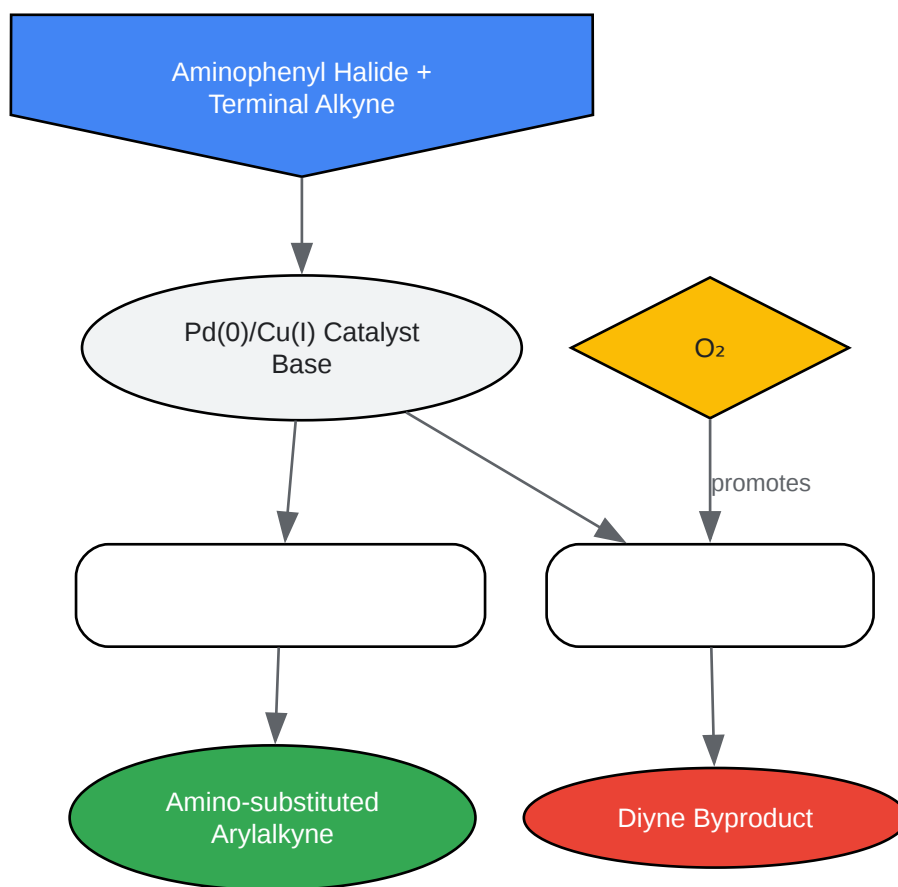 Aminophenyl Halide +
Terminal Alkyne
Pd(0)/Cu(I) Catalyst
Base
O₂
promotes
Amino-substituted
Arylalkyne
Diyne Byproduct